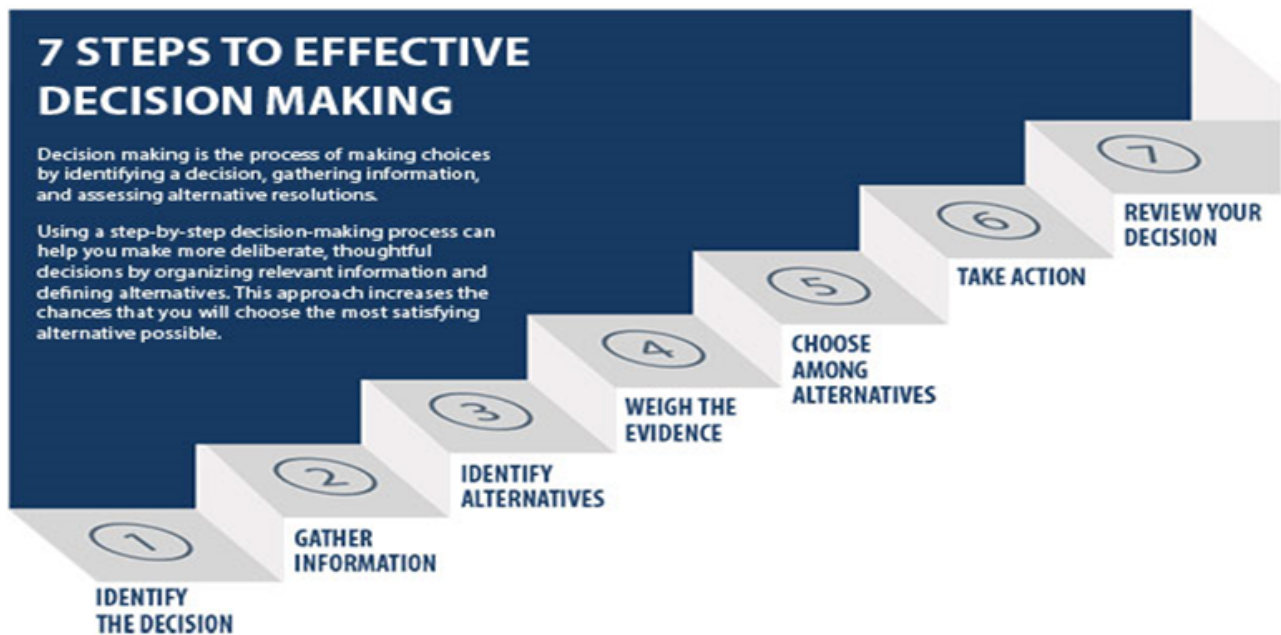 7 STEPS TO EFFECTIVE
DECISION MAKING
Decision making is the process of making choices
by identifying a decision, gathering information,
and assessing alternative resolutions.
Using a step-by-step decision-making process can
help you make more deliberate, thoughtful
decisions by organizing relevant information and
defining alternatives. This approach increases the
chances that you will choose the most satisfying
alternative possible.
1
IDENTIFY
THE DECISION
2
GATHER
INFORMATION
3
IDENTIFY
ALTERNATIVES
4
WEIGH THE
EVIDENCE
5
CHOOSE
AMONG
ALTERNATIVES
6
TAKE ACTION
7
REVIEW YOUR
DECISION